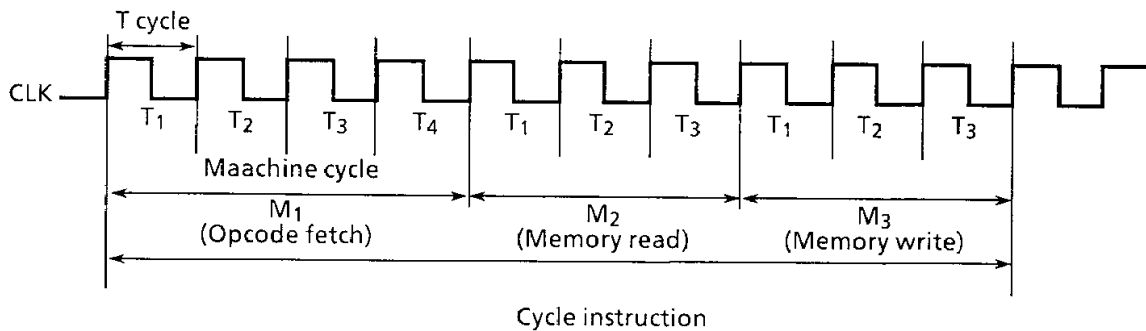 T cycle
CLK
T1 T2 T3 T4 T1 T2 T3 T1 T2 T3
Maachine cycle
M1 M2 M3
(Opcode fetch) (Memory read) (Memory write)
Cycle instruction